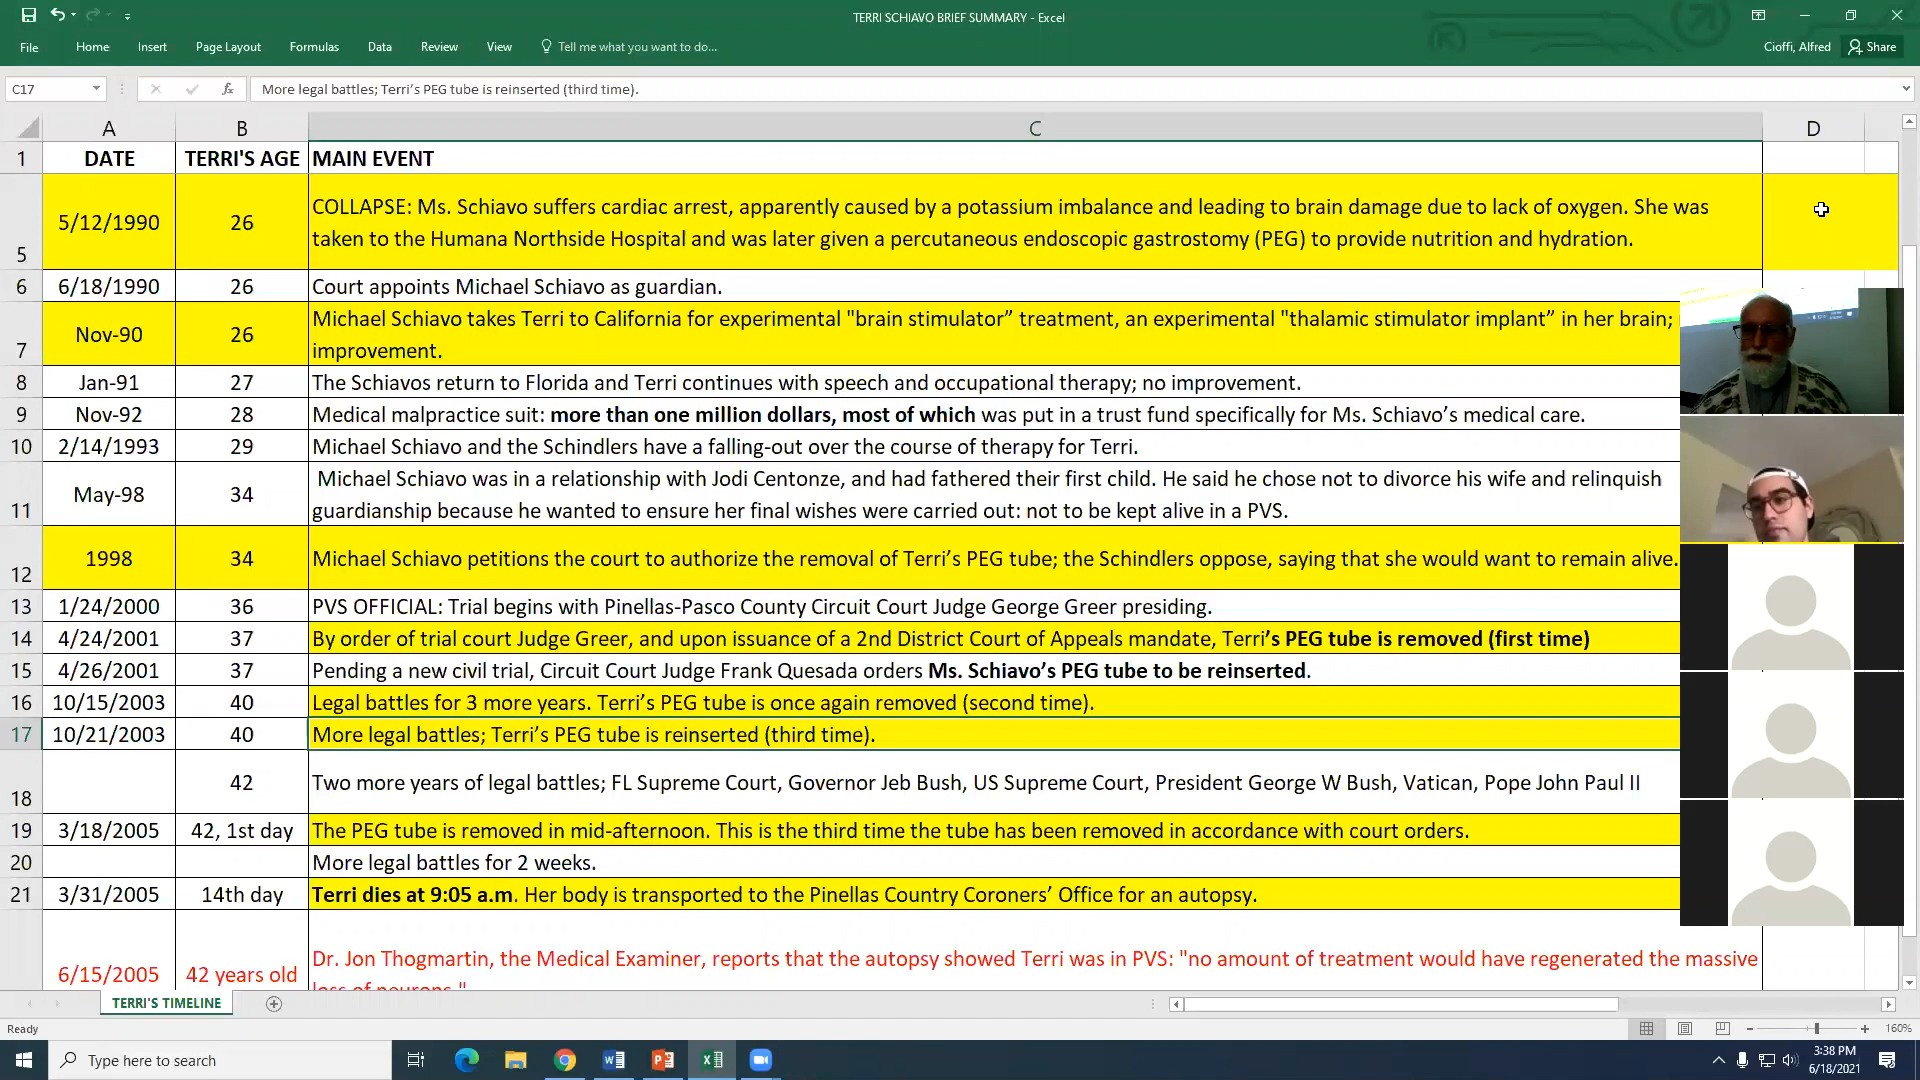 TERRI SCHIAVO BRIEF SUMMARY - Excel
File Home Insert Page Layout Formulas Data Review View Tell me what you want to do... Cioffi, Alfred Share
C17 fx More legal battles; Terri’s PEG tube is reinserted (third time).
A B C D
1 DATE TERRI'S AGE MAIN EVENT
5 5/12/1990 26 COLLAPSE: Ms. Schiavo suffers cardiac arrest, apparently caused by a potassium imbalance and leading to brain damage due to lack of oxygen. She was
taken to the Humana Northside Hospital and was later given a percutaneous endoscopic gastrostomy (PEG) to provide nutrition and hydration.
6 6/18/1990 26 Court appoints Michael Schiavo as guardian.
7 Nov-90 26 Michael Schiavo takes Terri to California for experimental "brain stimulator” treatment, an experimental "thalamic stimulator implant” in her brain;
improvement.
8 Jan-91 27 The Schiavos return to Florida and Terri continues with speech and occupational therapy; no improvement.
9 Nov-92 28 Medical malpractice suit: more than one million dollars, most of which was put in a trust fund specifically for Ms. Schiavo’s medical care.
10 2/14/1993 29 Michael Schiavo and the Schindlers have a falling-out over the course of therapy for Terri.
11 May-98 34 Michael Schiavo was in a relationship with Jodi Centonze, and had fathered their first child. He said he chose not to divorce his wife and relinquish
guardianship because he wanted to ensure her final wishes were carried out: not to be kept alive in a PVS.
12 1998 34 Michael Schiavo petitions the court to authorize the removal of Terri’s PEG tube; the Schindlers oppose, saying that she would want to remain alive.
13 1/24/2000 36 PVS OFFICIAL: Trial begins with Pinellas-Pasco County Circuit Court Judge George Greer presiding.
14 4/24/2001 37 By order of trial court Judge Greer, and upon issuance of a 2nd District Court of Appeals mandate, Terri’s PEG tube is removed (first time)
15 4/26/2001 37 Pending a new civil trial, Circuit Court Judge Frank Quesada orders Ms. Schiavo’s PEG tube to be reinserted.
16 10/15/2003 40 Legal battles for 3 more years. Terri’s PEG tube is once again removed (second time).
17 10/21/2003 40 More legal battles; Terri’s PEG tube is reinserted (third time).
18 42 Two more years of legal battles; FL Supreme Court, Governor Jeb Bush, US Supreme Court, President George W Bush, Vatican, Pope John Paul II
19 3/18/2005 42, 1st day The PEG tube is removed in mid-afternoon. This is the third time the tube has been removed in accordance with court orders.
20 More legal battles for 2 weeks.
21 3/31/2005 14th day Terri dies at 9:05 a.m. Her body is transported to the Pinellas Country Coroners’ Office for an autopsy.
6/15/2005 42 years old Dr. Jon Thogmartin, the Medical Examiner, reports that the autopsy showed Terri was in PVS: "no amount of treatment would have regenerated the massive
loss of neurons."
TERRI'S TIMELINE
Ready 160%
Type here to search
3:38 PM
6/18/2021